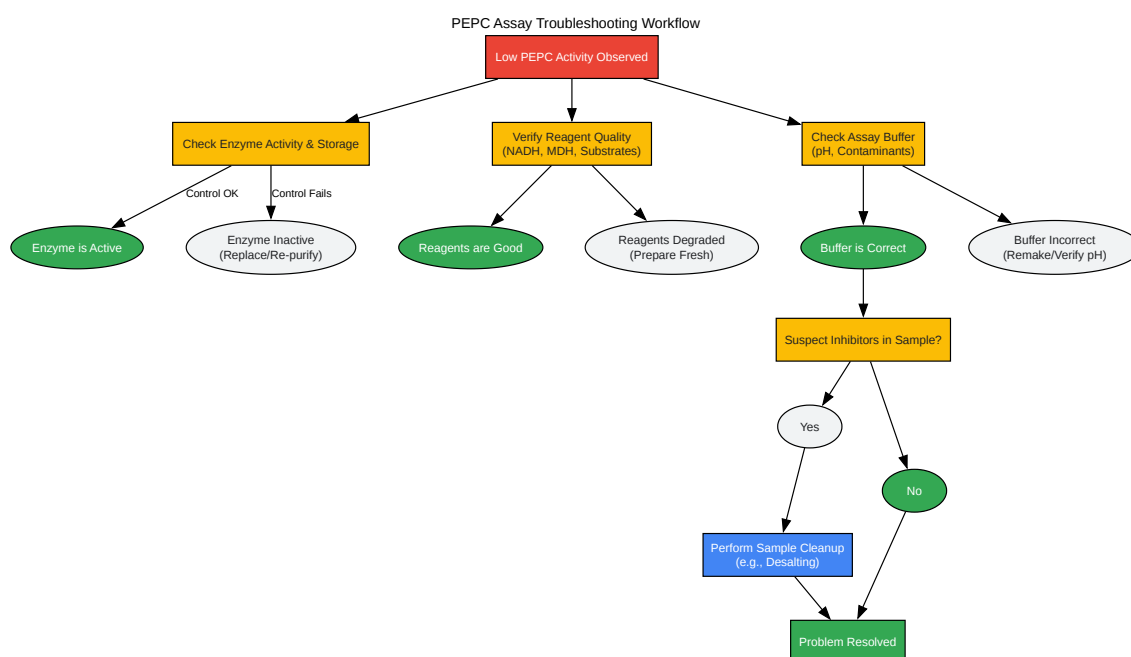 PEPC Assay Troubleshooting Workflow
Low PEPC Activity Observed
Check Enzyme Activity & Storage
Verify Reagent Quality
(NADH, MDH, Substrates)
Check Assay Buffer
(pH, Contaminants)
Control OK
Control Fails
Enzyme is Active
Enzyme Inactive
(Replace/Re-purify)
Reagents are Good
Reagents Degraded
(Prepare Fresh)
Buffer is Correct
Buffer Incorrect
(Remake/Verify pH)
Suspect Inhibitors in Sample?
Yes
No
Perform Sample Cleanup
(e.g., Desalting)
Problem Resolved